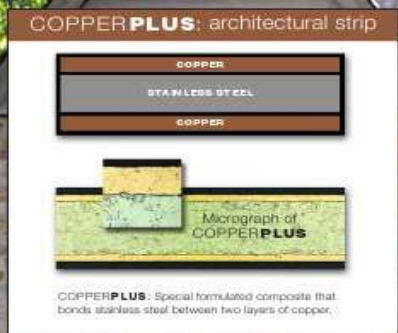 COPPERPLUS: architectural strip
COPPER
STAINLESS STEEL
COPPER
Micrograph of
COPPERPLUS
COPPERPLUS: Special formulated composite that
bonds stainless steel between two layers of copper.